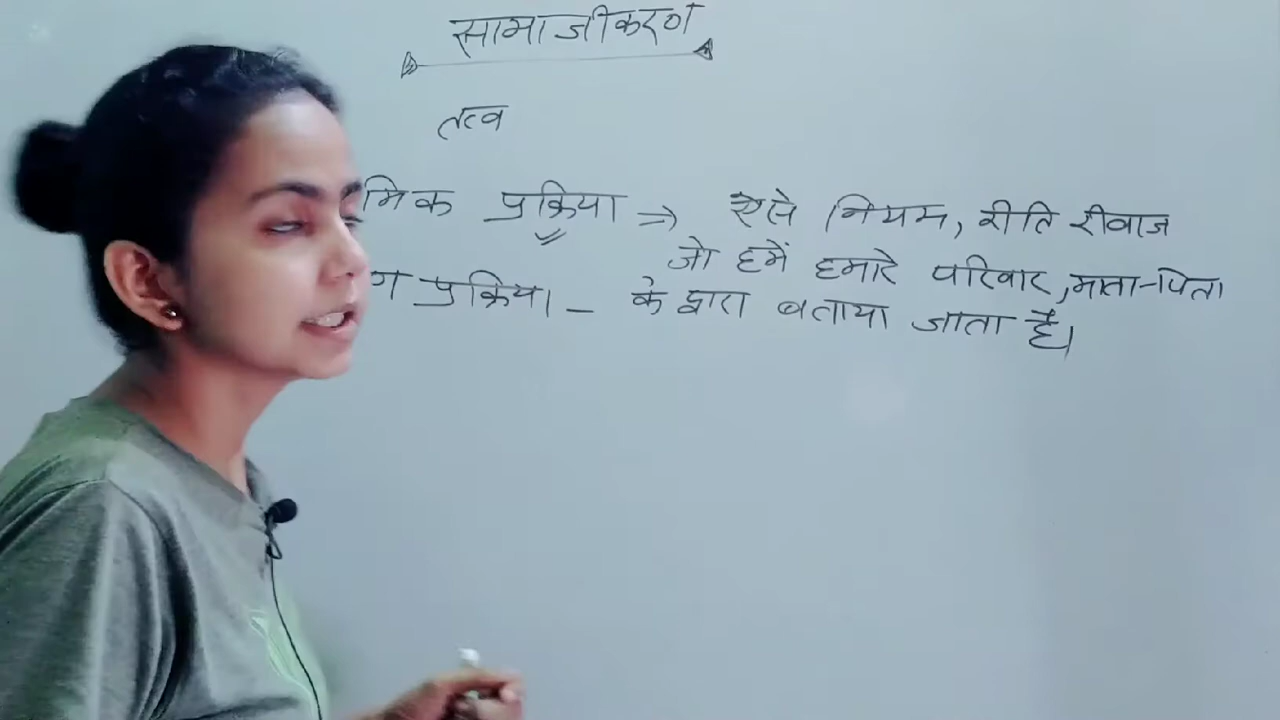 सामाजीकरण
तत्व
मिक प्रक्रिया → ऐसे नियम, रीति रीवाज
जो हमें हमारे परिवार, माता-पिता
ण प्रक्रिया - के द्वारा बताया जाता है।